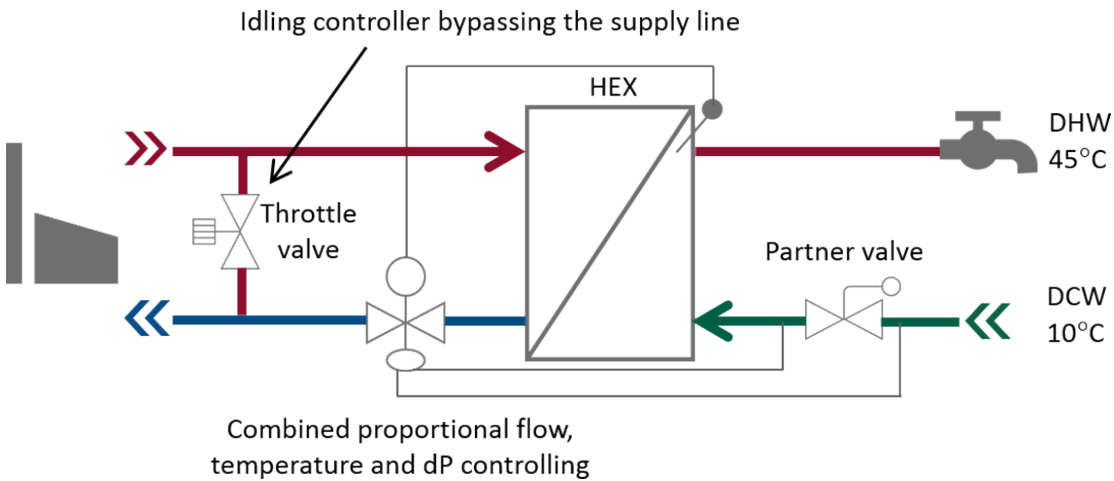 Idling controller bypassing the supply line
HEX
DHW
45°C
Throttle
valve
Partner valve
DCW
10°C
Combined proportional flow,
temperature and dP controlling